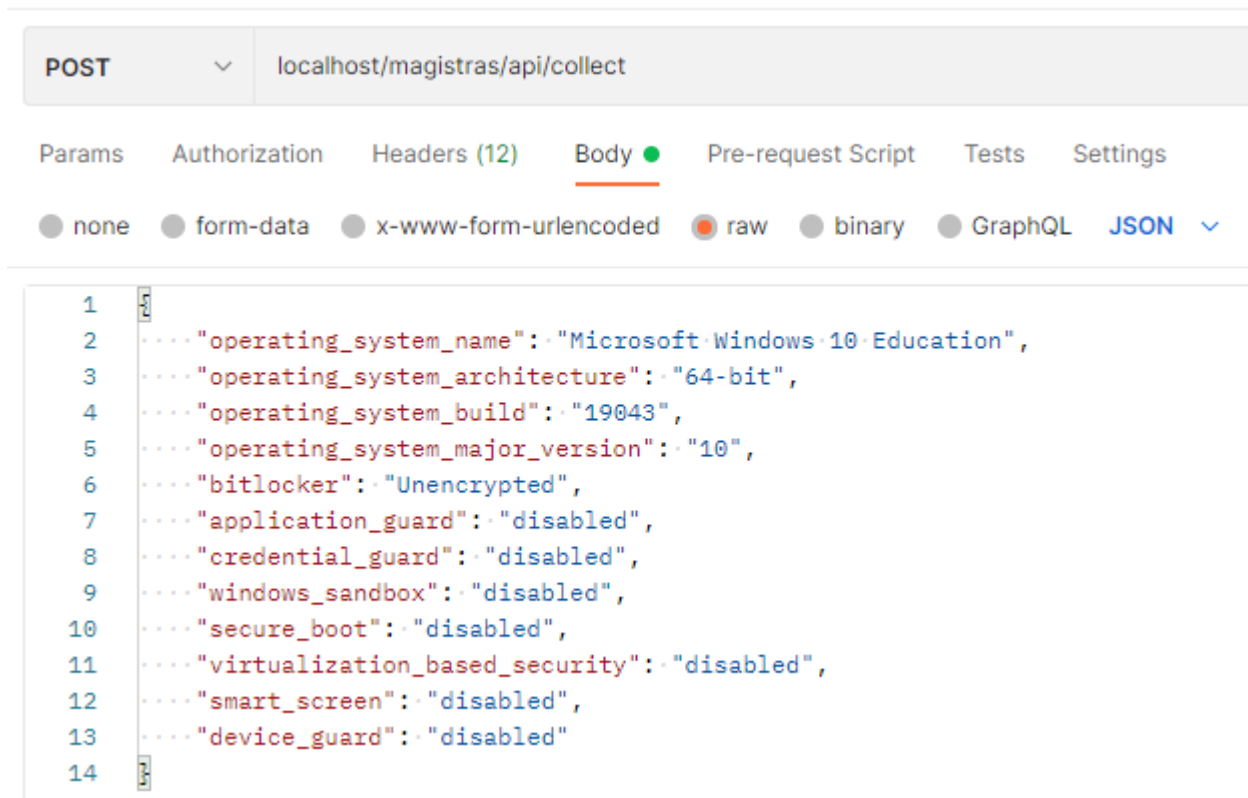 POST localhost/magistras/api/collect
Params Authorization Headers (12) Body Pre-request Script Tests Settings
none form-data x-www-form-urlencoded raw binary GraphQL JSON
1 {
2 "operating_system_name": "Microsoft Windows 10 Education",
3 "operating_system_architecture": "64-bit",
4 "operating_system_build": "19043",
5 "operating_system_major_version": "10",
6 "bitlocker": "Unencrypted",
7 "application_guard": "disabled",
8 "credential_guard": "disabled",
9 "windows_sandbox": "disabled",
10 "secure_boot": "disabled",
11 "virtualization_based_security": "disabled",
12 "smart_screen": "disabled",
13 "device_guard": "disabled"
14 }